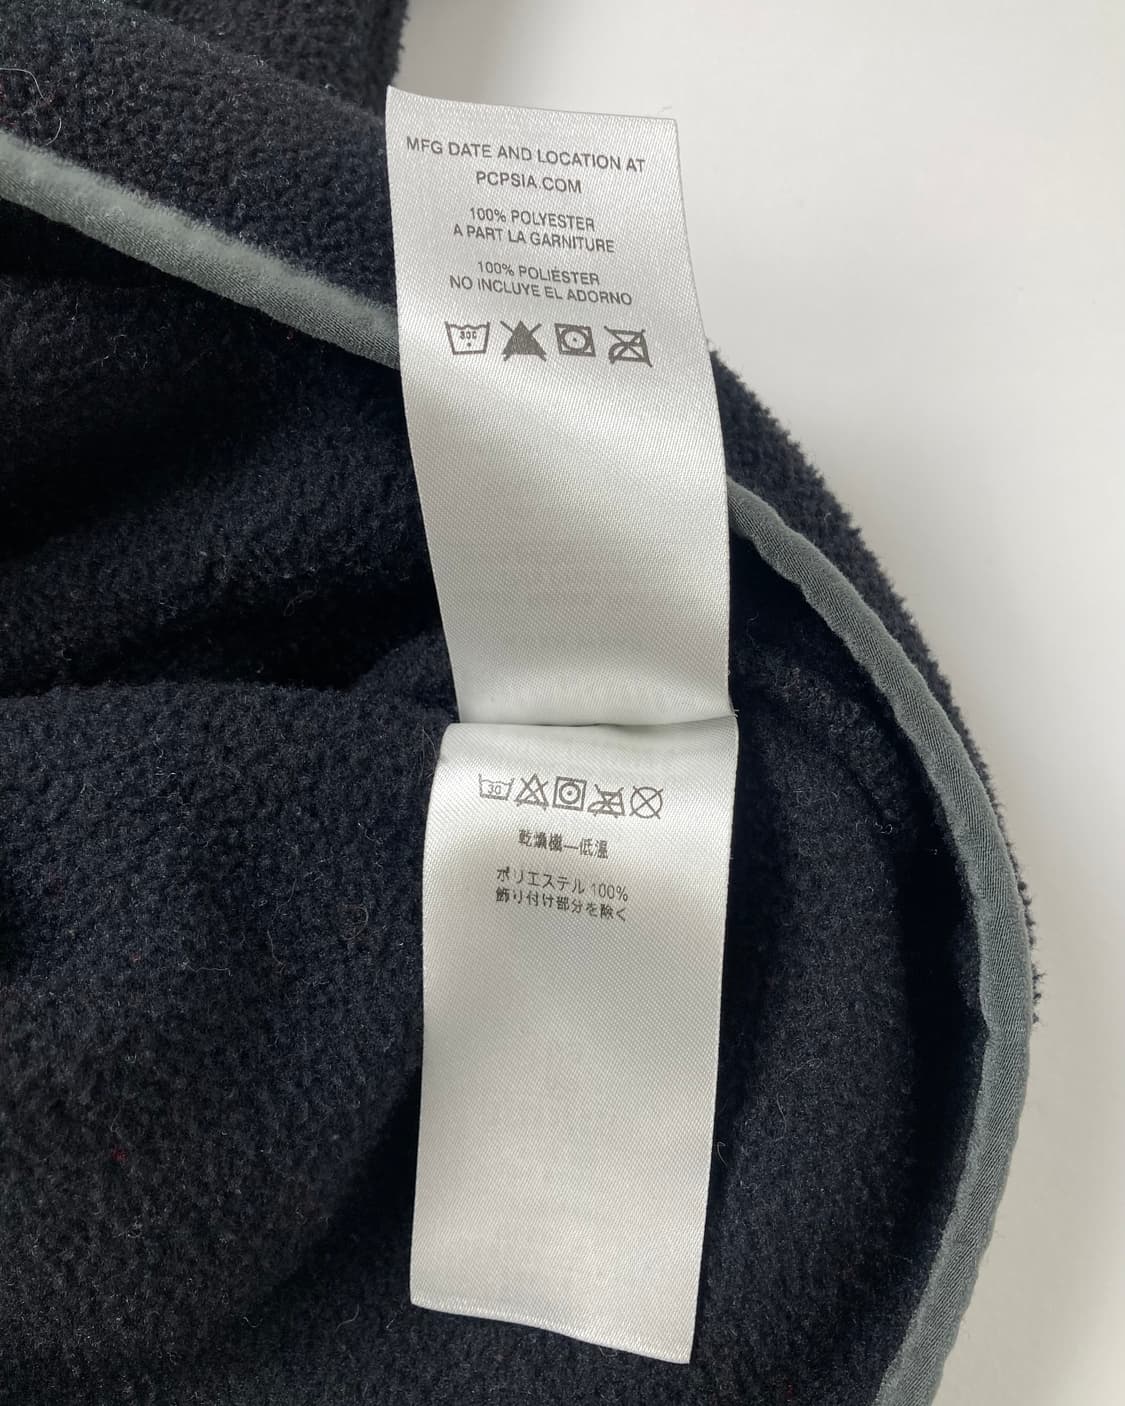 MFG DATE AND LOCATION AT
PCPSIA.COM
100% POLYESTER
A PART LA GARNITURE
100% POLIÉSTER
NO INCLUYE EL ADORNO
30C
30
乾燥樹—低温
ポリエステル 100%
飾り付け部分を除く